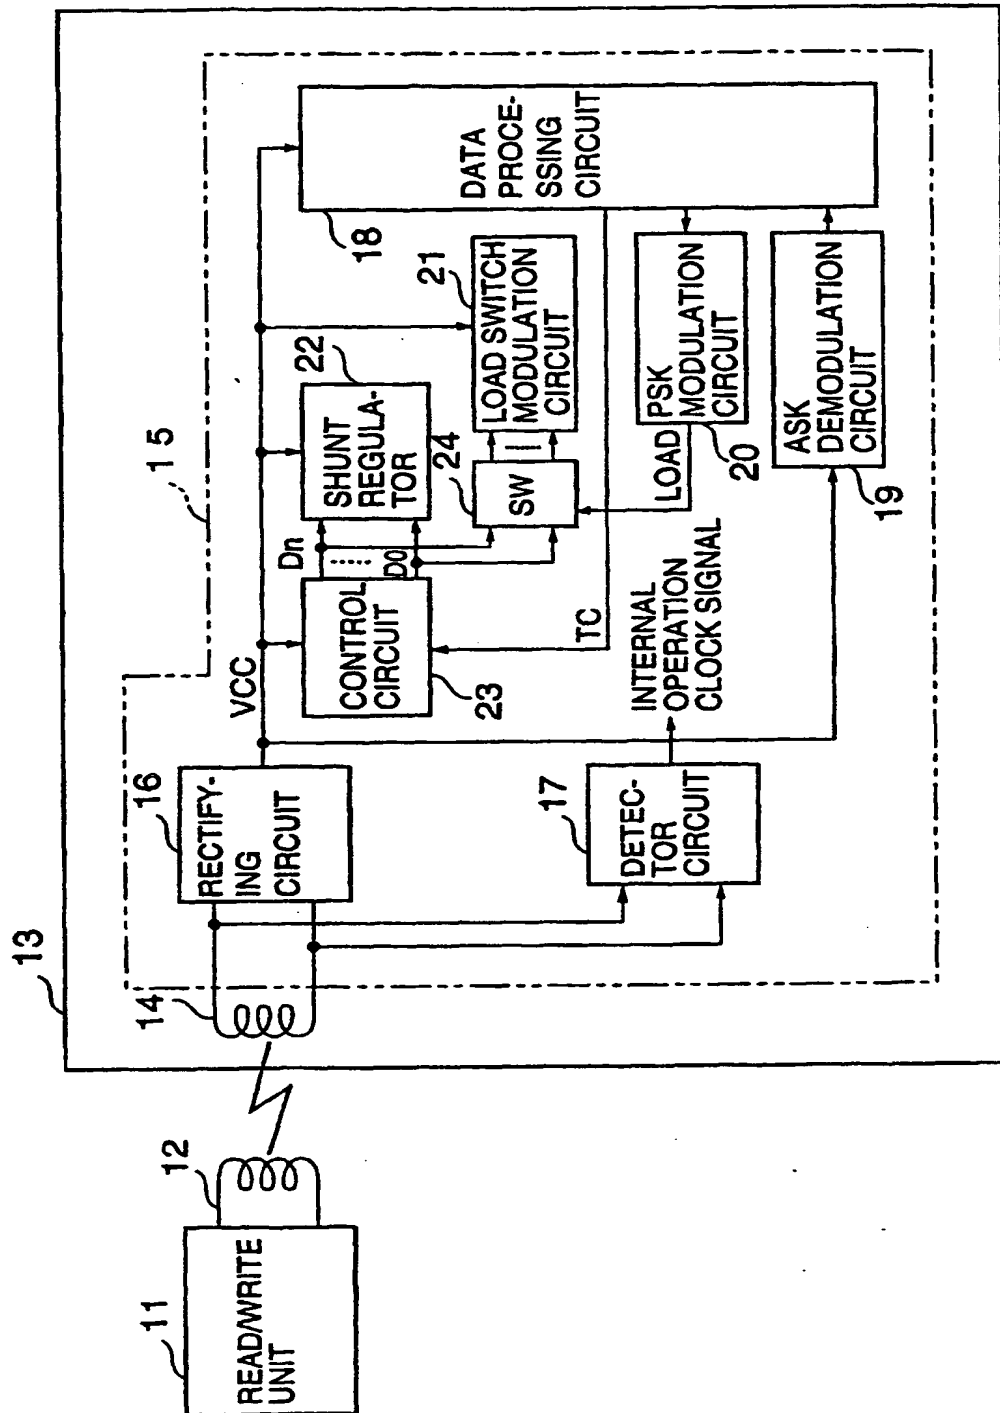 11
READ/WRITE
UNIT
12
13
14
15
16
RECTIFY-
ING
CIRCUIT
VCC
CONTROL
CIRCUIT
23
Dn
D0
SHUNT
REGULA-
TOR
22
24
SW
21
LOAD SWITCH
MODULATION
CIRCUIT
18
DATA
PROCE-
SSING
CIRCUIT
TC
LOAD
PSK
MODULATION
CIRCUIT
20
17
DETEC-
TOR
CIRCUIT
INTERNAL
OPERATION
CLOCK SIGNAL
ASK
DEMODULATION
CIRCUIT
19